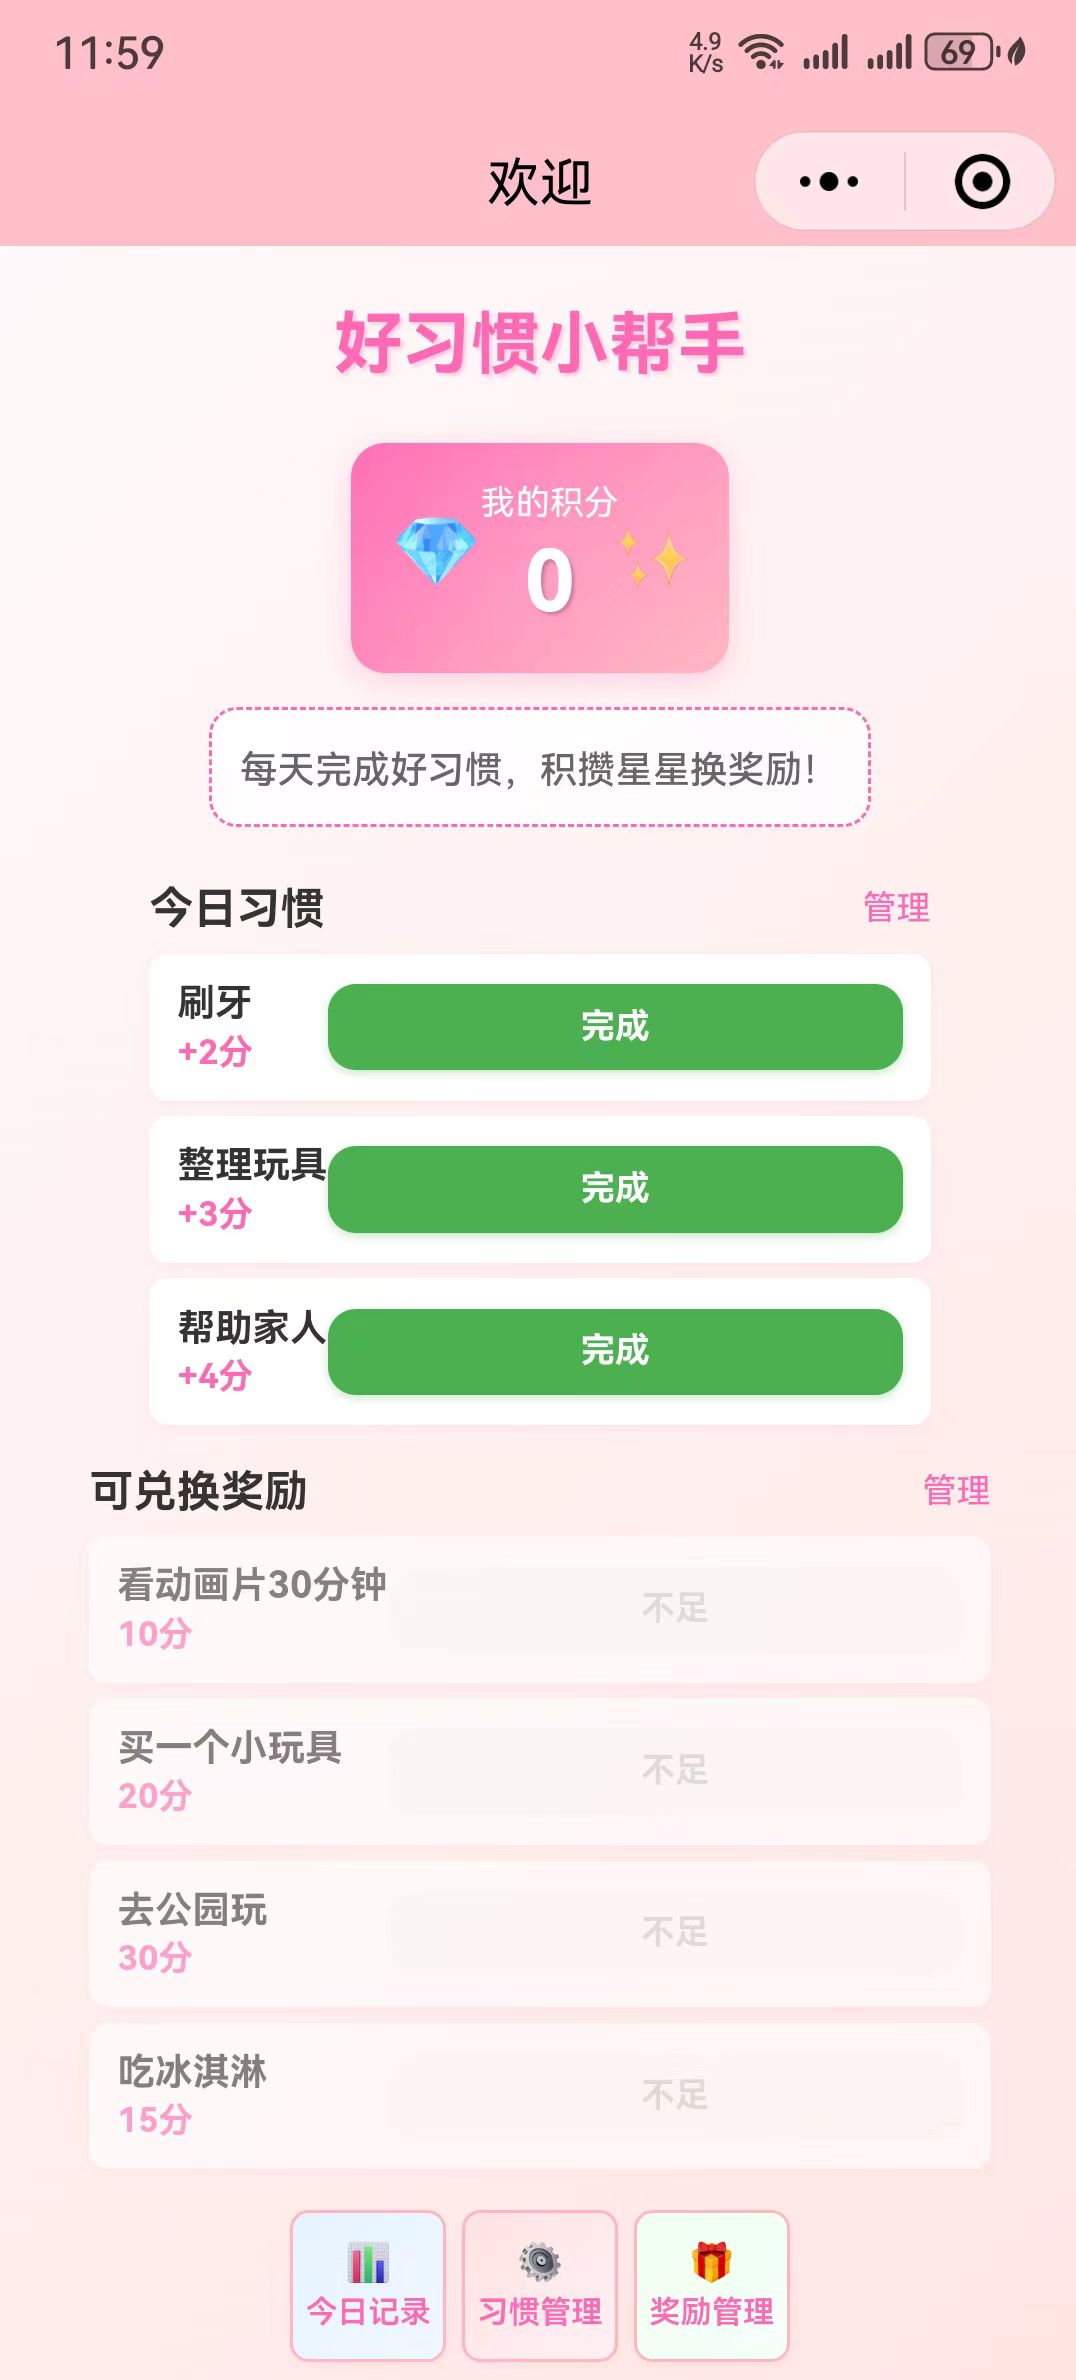 11:59
4.9 K/s
69
欢迎
好习惯小帮手
我的积分
0
每天完成好习惯，积攒星星换奖励！
今日习惯 管理
刷牙
+2分
完成
整理玩具
+3分
完成
帮助家人
+4分
完成
可兑换奖励 管理
看动画片30分钟
10分
不足
买一个小玩具
20分
不足
去公园玩
30分
不足
吃冰淇淋
15分
不足
今日记录 习惯管理 奖励管理